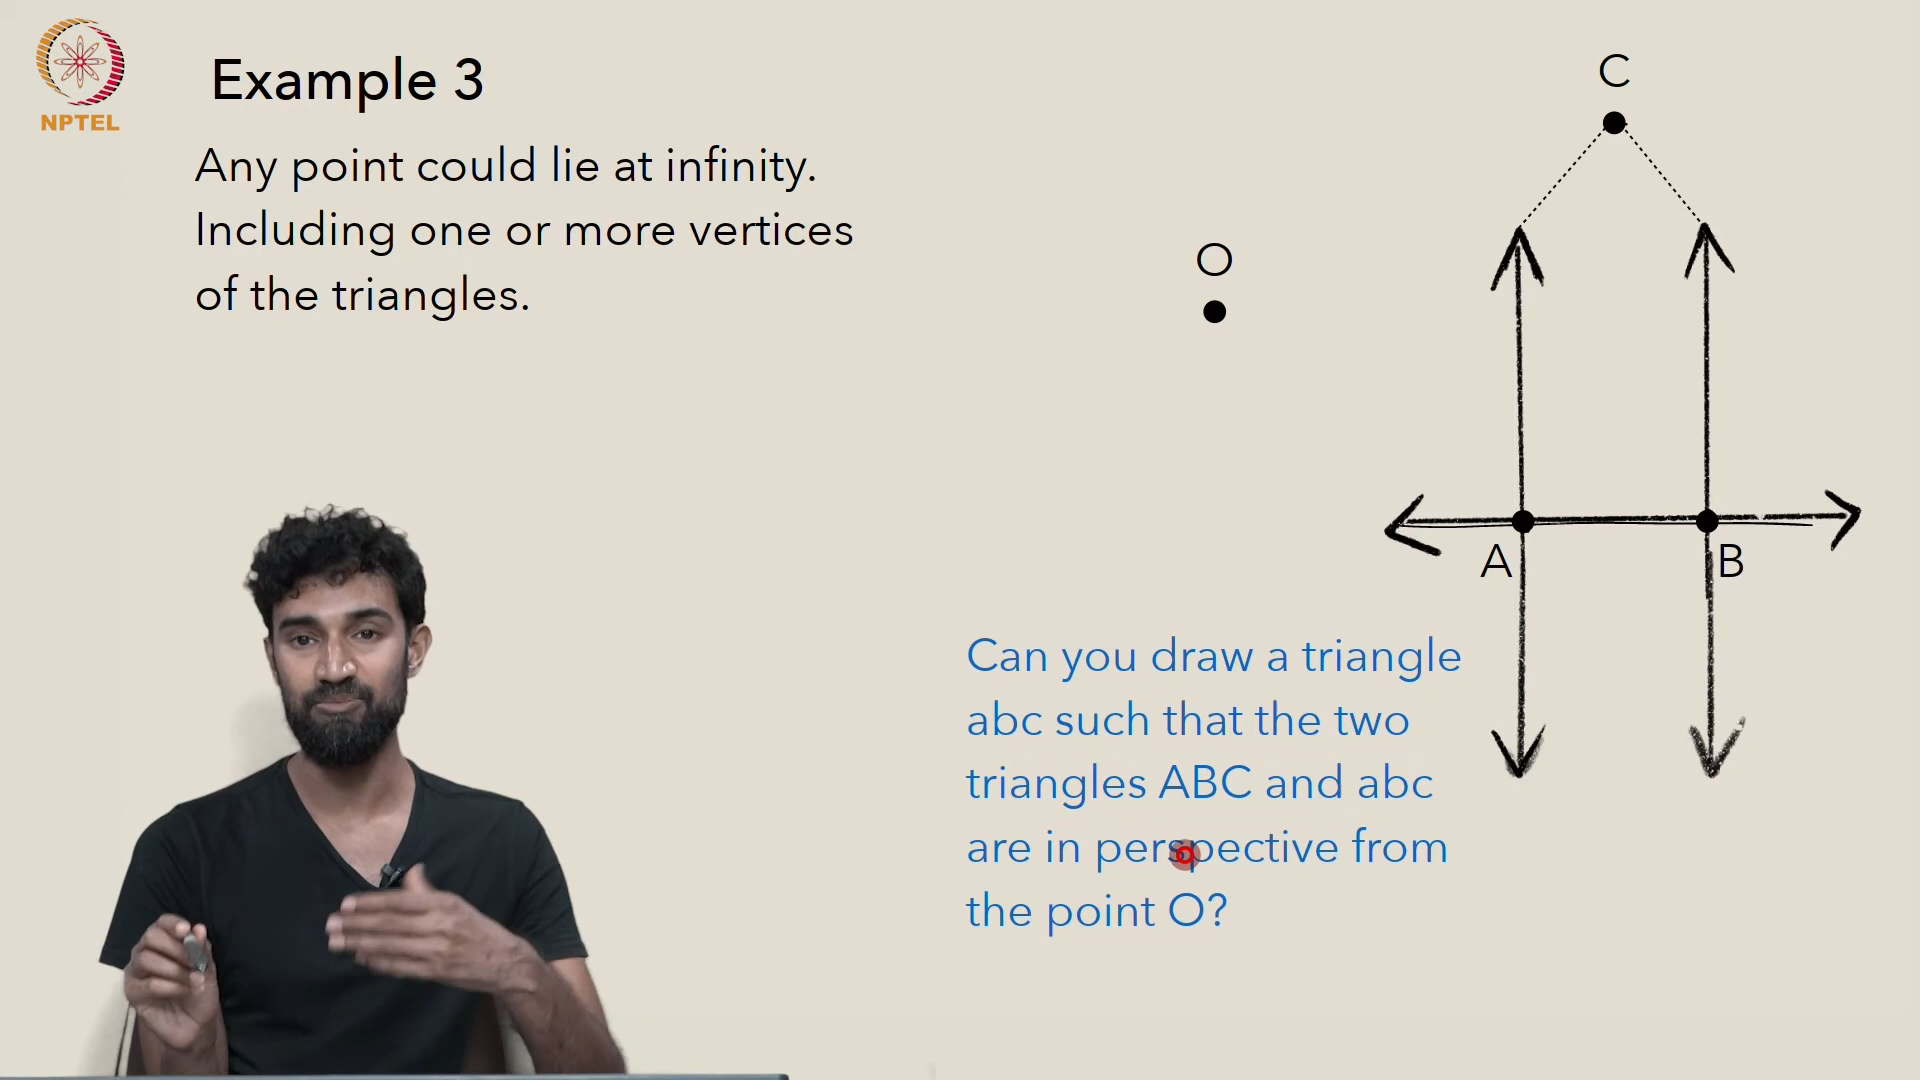 NPTEL
Example 3
Any point could lie at infinity.
Including one or more vertices
of the triangles.
C
O
A
B
Can you draw a triangle
abc such that the two
triangles ABC and abc
are in perspective from
the point O?